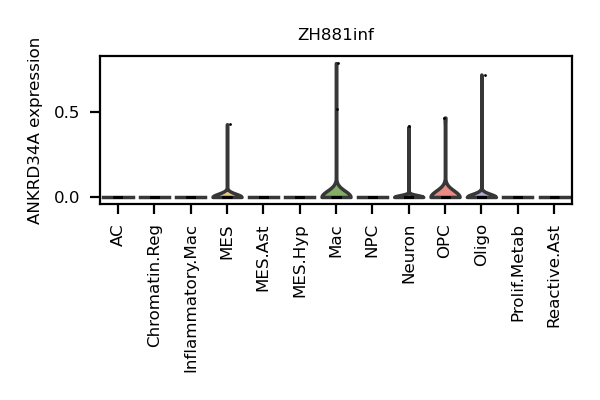 ZH881inf
ANKRD34A expression
0.5
0.0
AC
Chromatin.Reg
Inflammatory.Mac
MES
MES.Ast
MES.Hyp
Mac
NPC
Neuron
OPC
Oligo
Prolif.Metab
Reactive.Ast